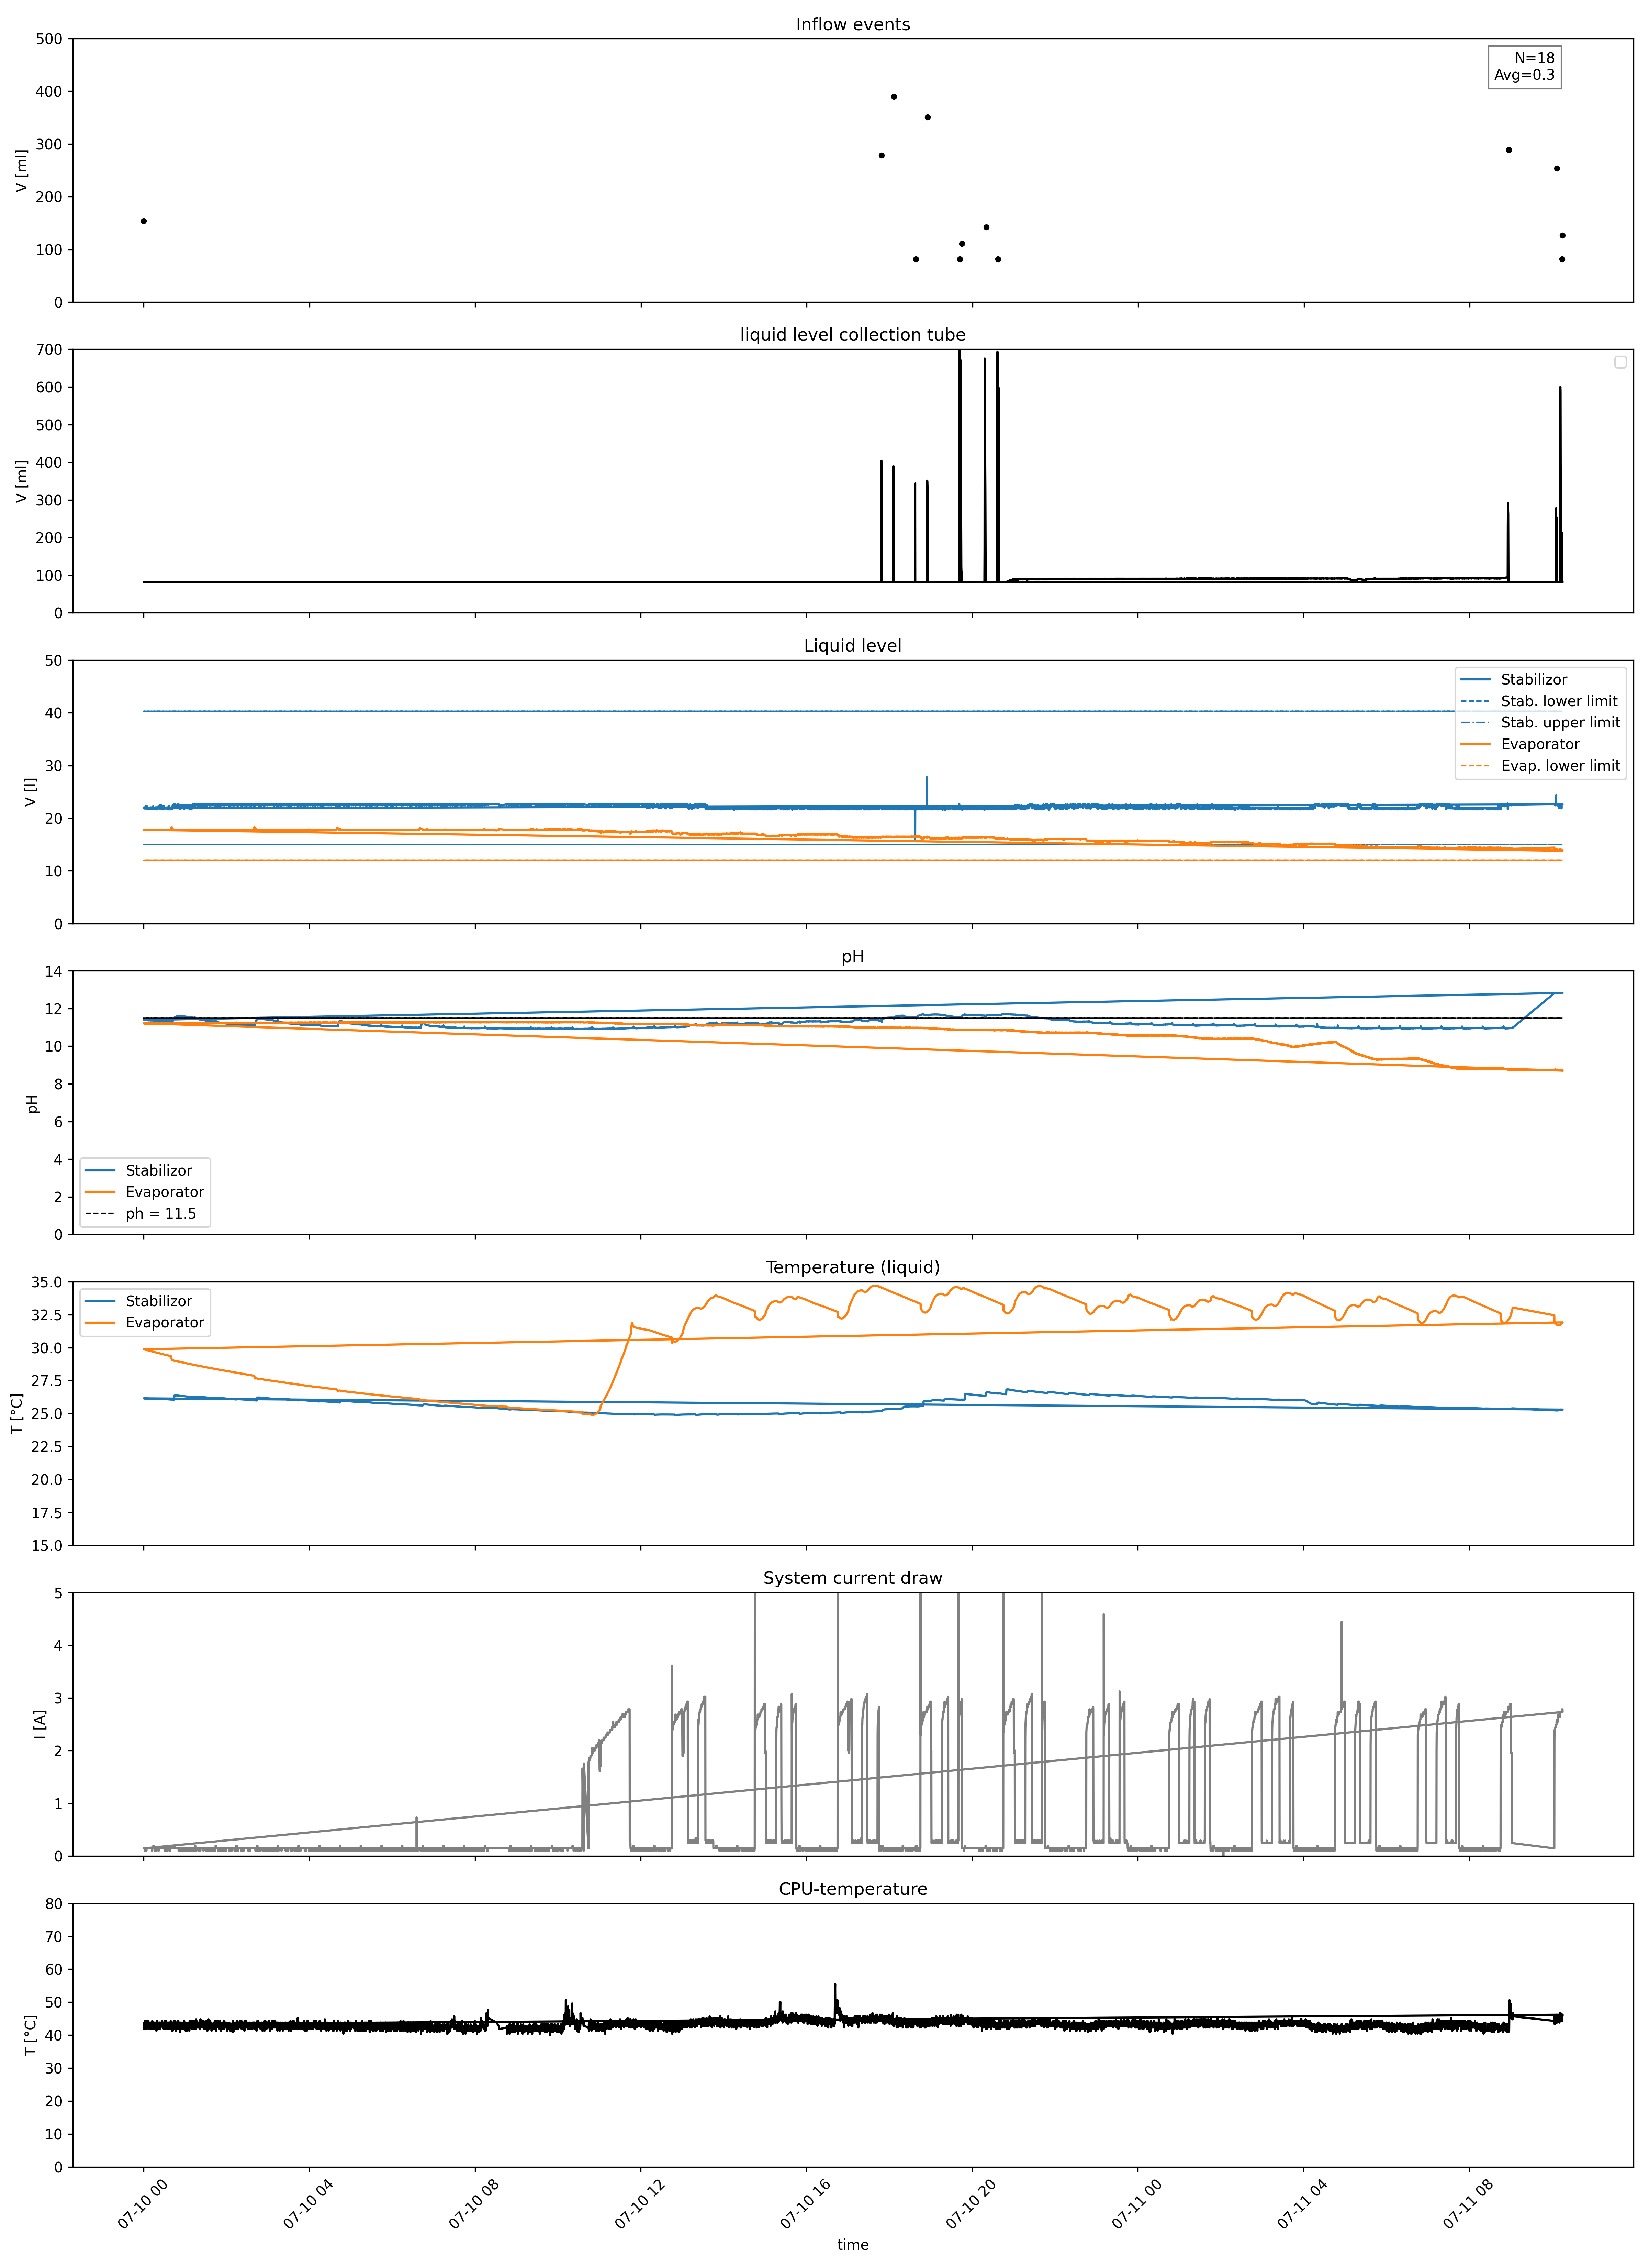 Inflow events
500
400
300
200
100
0
V [ml]
N=18
Avg=0.3
liquid level collection tube
700
600
500
400
300
200
100
0
V [ml]
Liquid level
50
40
30
20
10
0
V [l]
Stabilizor
Stab. lower limit
Stab. upper limit
Evaporator
Evap. lower limit
pH
14
12
10
8
6
4
2
0
pH
Stabilizor
Evaporator
ph = 11.5
Temperature (liquid)
35.0
32.5
30.0
27.5
25.0
22.5
20.0
17.5
15.0
T [°C]
Stabilizor
Evaporator
System current draw
5
4
3
2
1
0
I [A]
CPU-temperature
80
70
60
50
40
30
20
10
0
T [°C]
07-10 00
07-10 04
07-10 08
07-10 12
07-10 16
07-10 20
07-11 00
07-11 04
07-11 08
time